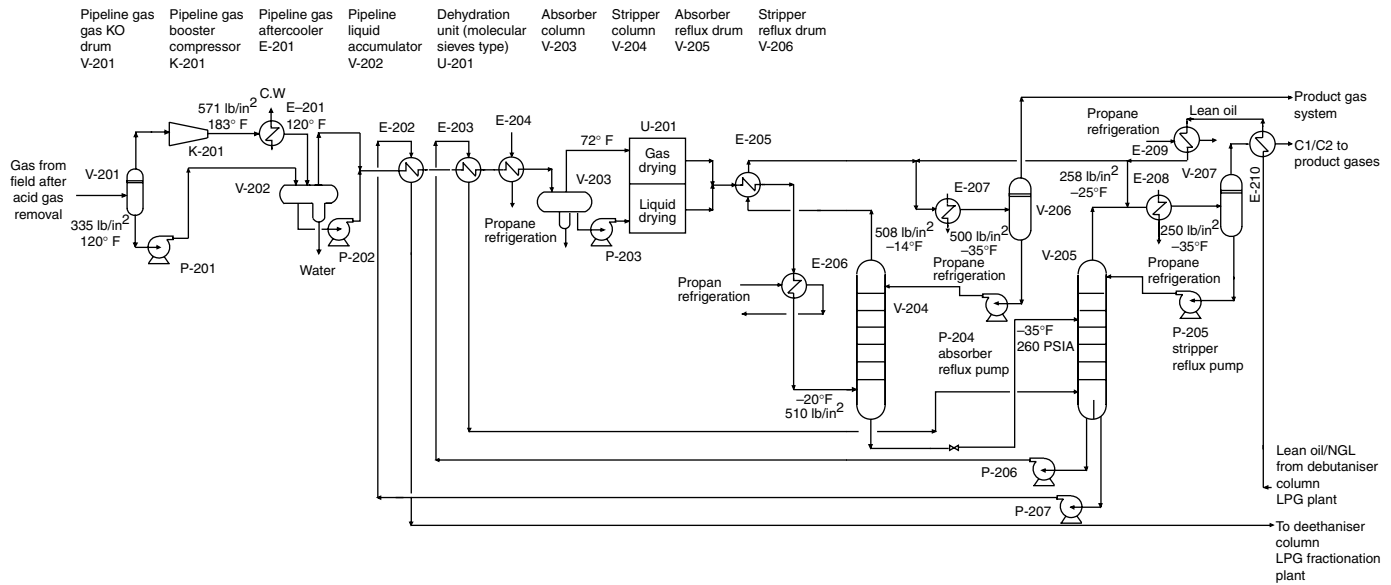 Pipeline gas
gas KO
drum
V-201
Pipeline gas
booster
compressor
K-201
Pipeline gas
aftercooler
E-201
Pipeline
liquid
accumulator
V-202
Dehydration
unit (molecular
sieves type)
U-201
Absorber
column
V-203
Stripper
column
V-204
Absorber
reflux drum
V-205
Stripper
reflux drum
V-206
Gas from
field after
acid gas
removal
V-201
335 lb/in2
120° F
P-201
K-201
571 lb/in2
183° F
C.W
E–201
120° F
V-202
Water
P-202
E-202
E-203
E-204
Propane
refrigeration
72° F
V-203
P-203
U-201
Gas
drying
Liquid
drying
E-205
E-206
Propan
refrigeration
–20°F
510 lb/in2
V-204
508 lb/in2
–14°F
E-207
500 lb/in2
–35°F
Propane
refrigeration
V-206
P-204
absorber
reflux pump
–35°F
260 PSIA
V-205
258 lb/in2
–25°F
E-208
250 lb/in2
–35°F
Propane
refrigeration
V-207
P-205
stripper
reflux pump
Propane
refrigeration
E-209
Lean oil
E-210
Product gas
system
C1/C2 to
product gases
P-206
P-207
Lean oil/NGL
from debutaniser
column
LPG plant
To deethaniser
column
LPG fractionation
plant